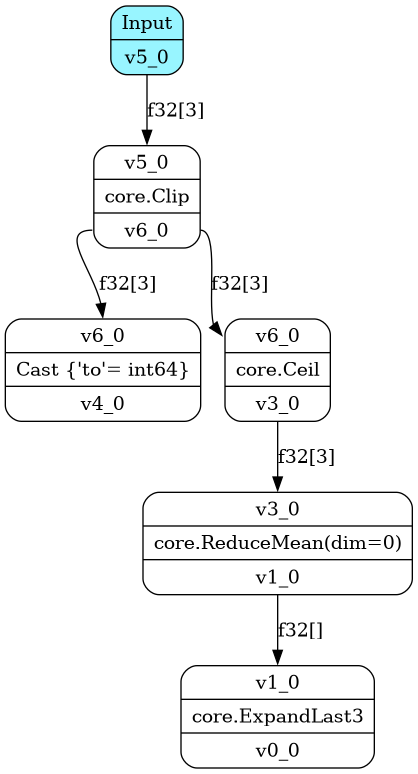 Input
v5_0
f32[3]
v5_0
core.Clip
v6_0
f32[3]
f32[3]
v6_0
Cast {'to'= int64}
v4_0
v6_0
core.Ceil
v3_0
f32[3]
v3_0
core.ReduceMean(dim=0)
v1_0
f32[]
v1_0
core.ExpandLast3
v0_0